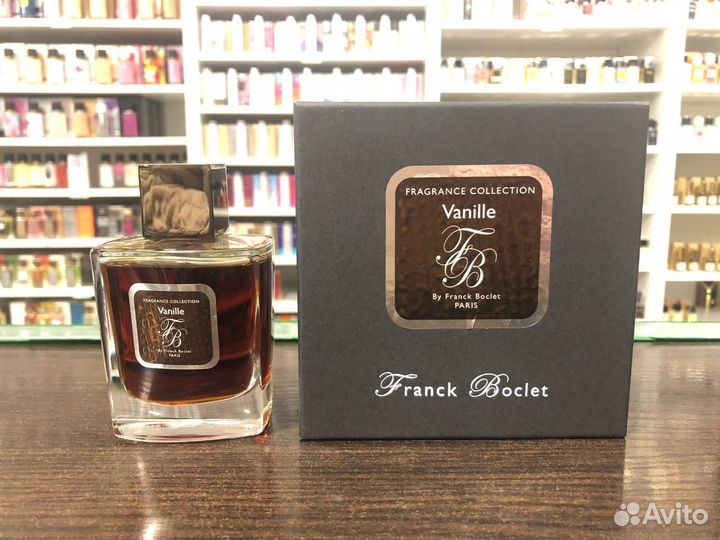 FRAGRANCE COLLECTION
Vanille
FB
By Franck Boclet
PARIS
FRAGRANCE COLLECTION
Vanille
FB
By Franck Boclet
PARIS
Franck Boclet
Avito